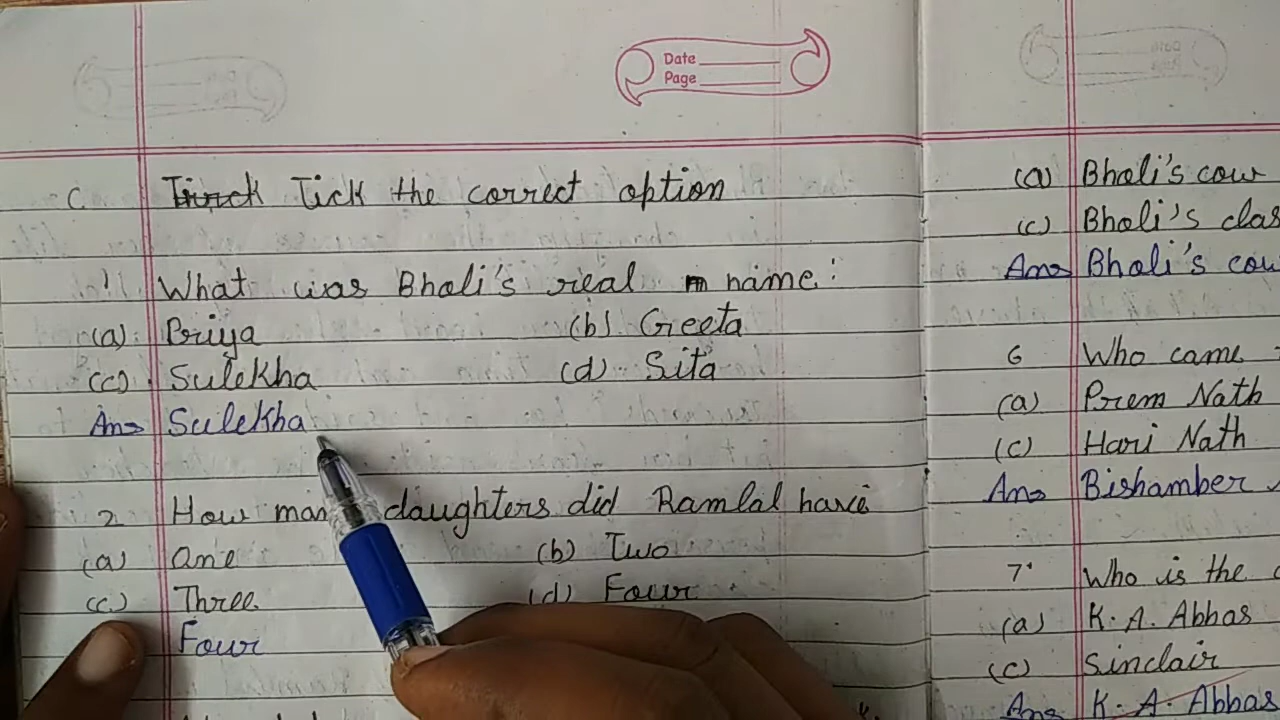 Date
Page
C Tick the correct option
1 What was Bholi's real name:
(a) Priya (b) Geeta
(c) Sulekha (d) Sita
Ans Sulekha
2 How many daughters did Ramlal have
(a) One (b) Two
(c) Three (d) Four
Four
(a) Bholi's cow
(c) Bholi's clas
Ans Bholi's cow
6 Who came
(a) Prem Nath
(c) Hari Nath
Ans Bishamber
7 Who is the
(a) K. A. Abbas
(c) Sinclair
Ans K. A. Abbas